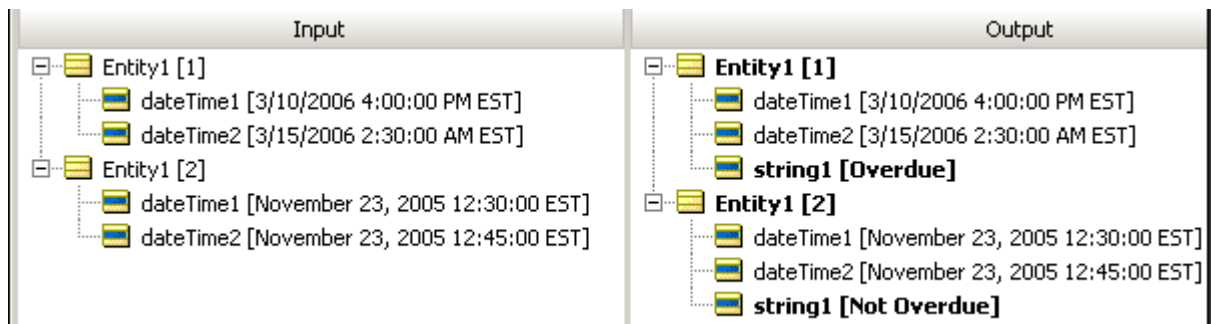 Input
Entity1 [1]
dateTime1 [3/10/2006 4:00:00 PM EST]
dateTime2 [3/15/2006 2:30:00 AM EST]
Entity1 [2]
dateTime1 [November 23, 2005 12:30:00 EST]
dateTime2 [November 23, 2005 12:45:00 EST]
Output
Entity1 [1]
dateTime1 [3/10/2006 4:00:00 PM EST]
dateTime2 [3/15/2006 2:30:00 AM EST]
string1 [Overdue]
Entity1 [2]
dateTime1 [November 23, 2005 12:30:00 EST]
dateTime2 [November 23, 2005 12:45:00 EST]
string1 [Not Overdue]